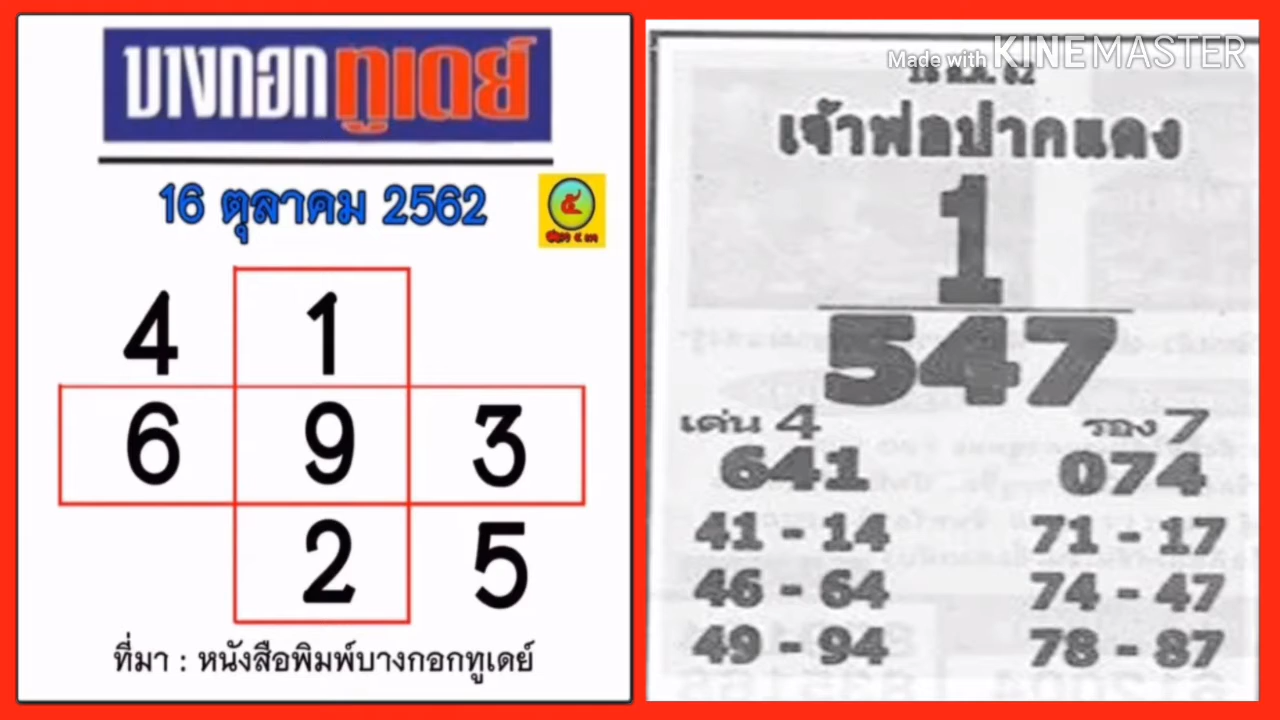 บางกอกทูเดย์
16 ตุลาคม 2562
๕
4 1
6 9 3
2 5
ที่มา : หนังสือพิมพ์บางกอกทูเดย์
Made with KINEMASTER
62
เจ้าพ่อปากแดง
1
547
เด่น 4 รอง 7
641 074
41 - 14 71 - 17
46 - 64 74 - 47
49 - 94 78 - 87